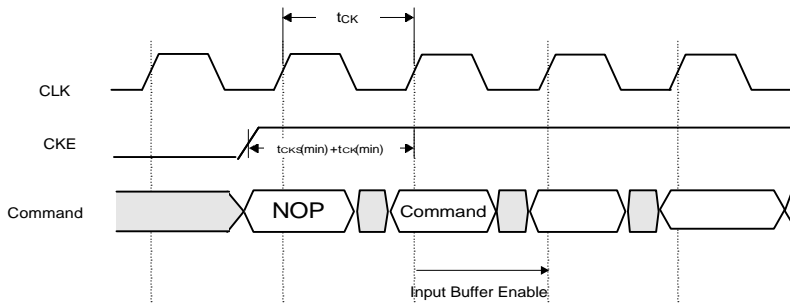 tCK
CLK
CKE
tCKS(min)+tCK(min)
Command
NOP
Command
Input Buffer Enable